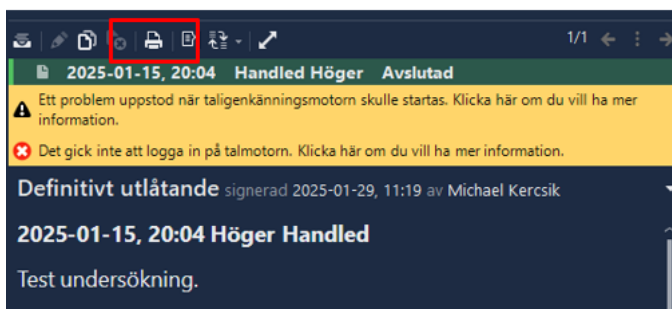 1/1
2025-01-15, 20:04 Handled Höger Avslutad
Ett problem uppstod när taligenkänningsmotorn skulle startas. Klicka här om du vill ha mer
information.
Det gick inte att logga in på talmotorn. Klicka här om du vill ha mer information.
Definitivt utlåtande signerad 2025-01-29, 11:19 av Michael Kercsik
2025-01-15, 20:04 Höger Handled
Test undersökning.